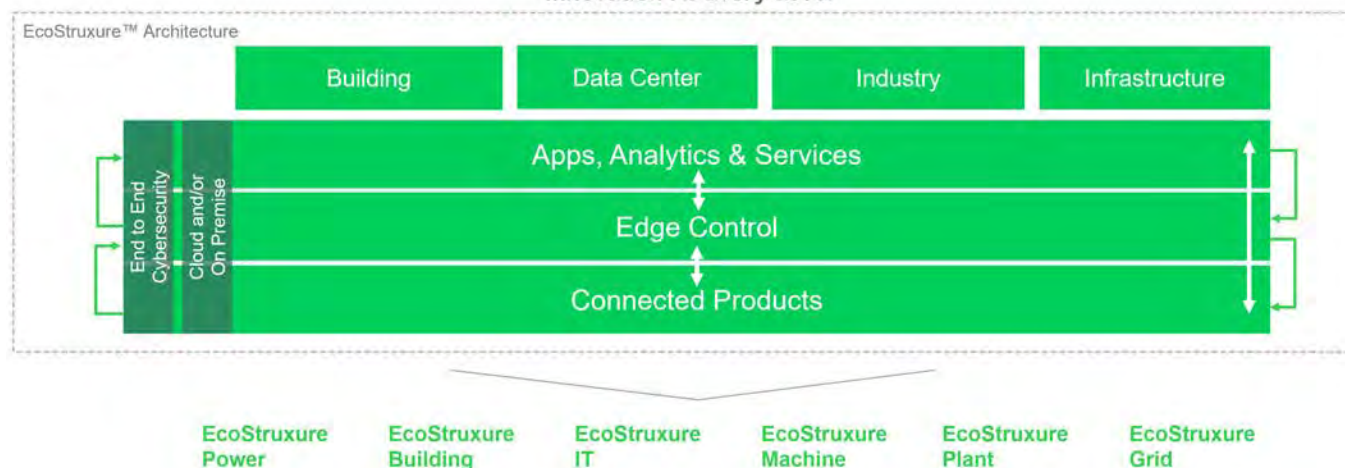 EcoStruxure™ Architecture
Building
Data Center
Industry
Infrastructure
End to End
Cybersecurity
Cloud and/or
On Premise
Apps, Analytics & Services
Edge Control
Connected Products
EcoStruxure
Power
EcoStruxure
Building
EcoStruxure
IT
EcoStruxure
Machine
EcoStruxure
Plant
EcoStruxure
Grid